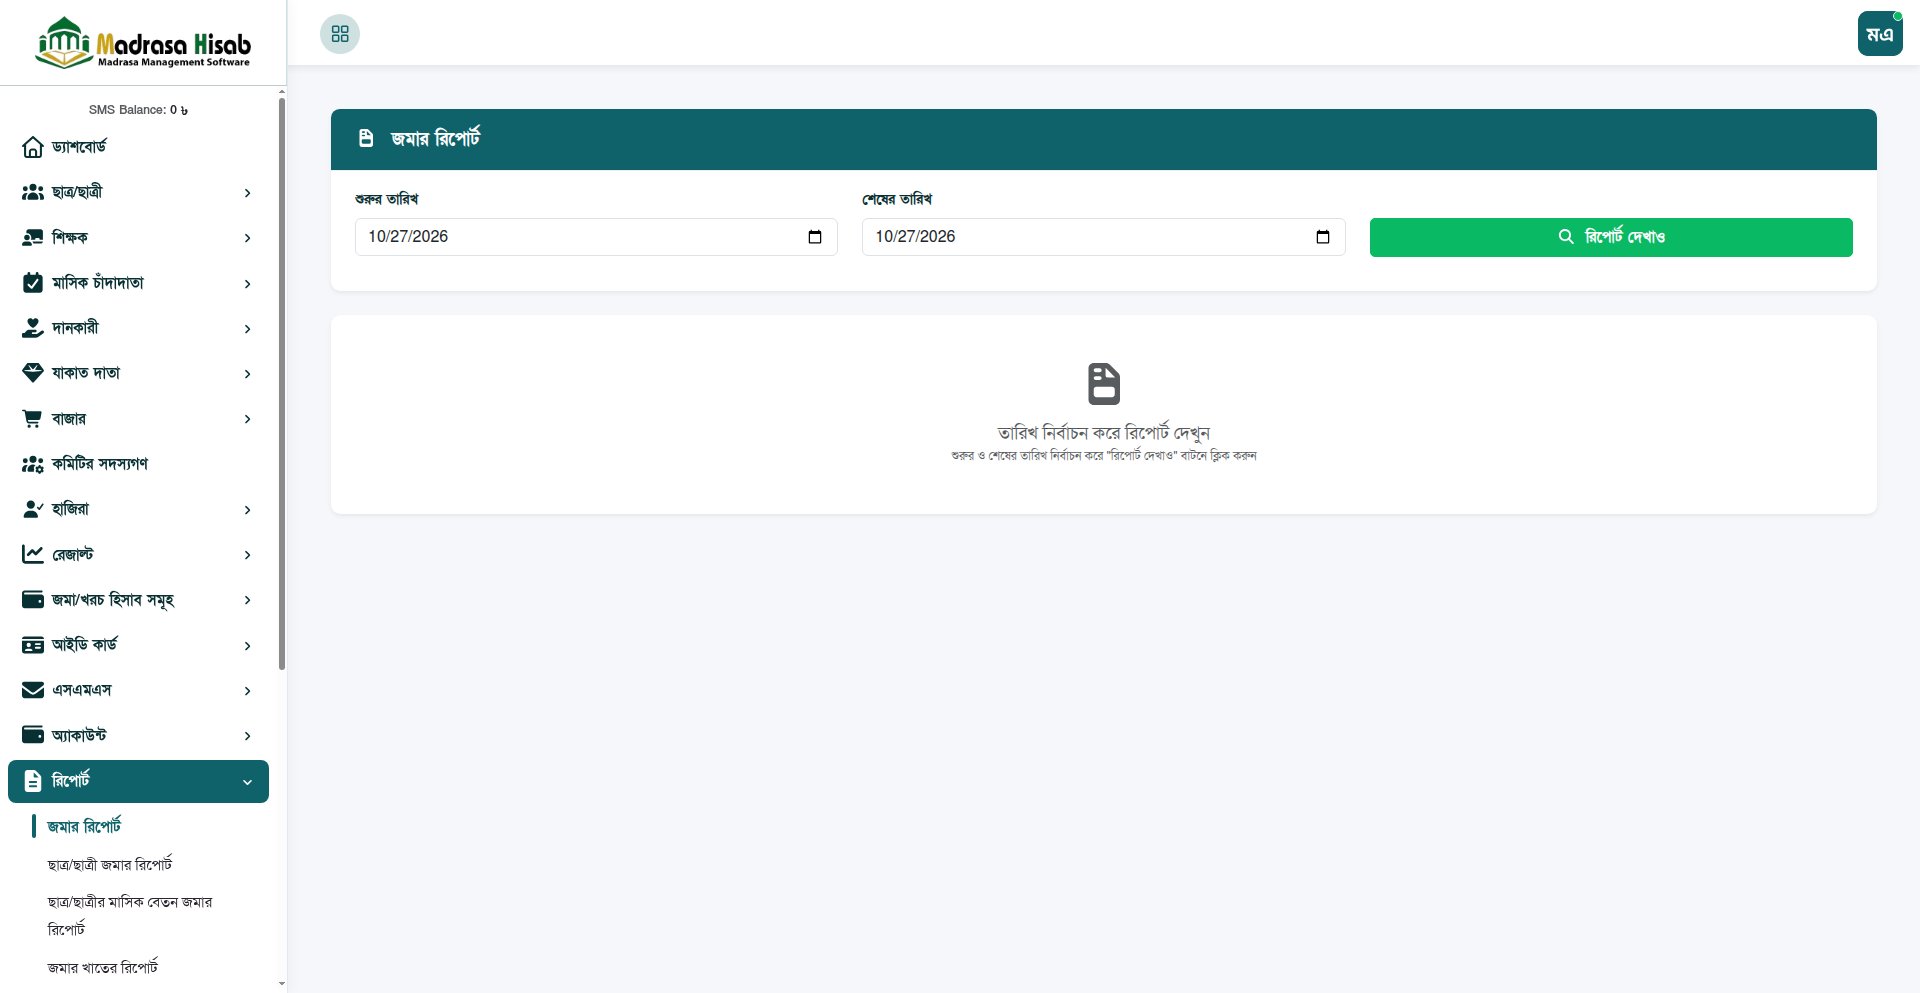 Madrasa Hisab
Madrasa Management Software
SMS Balance: 0 ৳
ড্যাশবোর্ড
ছাত্র/ছাত্রী
শিক্ষক
মাসিক চাঁদাদাতা
দানকারী
যাকাত দাতা
বাজার
কমিটির সদস্যগণ
হাজিরা
রেজাল্ট
জমা/খরচ হিসাব সমূহ
আইডি কার্ড
এসএমএস
অ্যাকাউন্ট
রিপোর্ট
জমার রিপোর্ট
ছাত্র/ছাত্রী জমার রিপোর্ট
ছাত্র/ছাত্রীর মাসিক বেতন জমার
রিপোর্ট
জমার খাতের রিপোর্ট
মএ
জমার রিপোর্ট
শুরুর তারিখ
10/27/2026
শেষের তারিখ
10/27/2026
রিপোর্ট দেখাও
তারিখ নির্বাচন করে রিপোর্ট দেখুন
শুরুর ও শেষের তারিখ নির্বাচন করে "রিপোর্ট দেখাও" বাটনে ক্লিক করুন